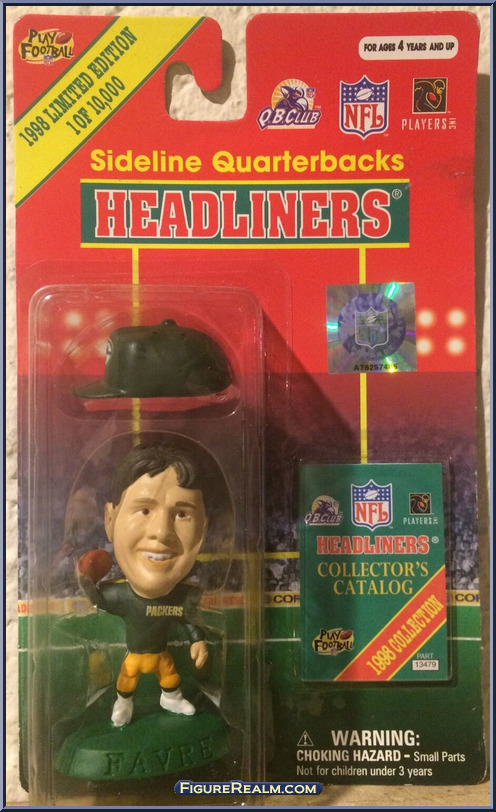 PLAY
FOOTBALL
1998 LIMITED EDITION
1 OF 10,000
FOR AGES 4 YEARS AND UP
Q.B.CLUB
NFL
PLAYERS INC
Sideline Quarterbacks
HEADLINERS®
NFL
PACKERS
FAVRE
Q.B.CLUB
NFL
PLAYERS INC
HEADLINERS®
COLLECTOR'S
CATALOG
PLAY
FOOTBALL
1998 COLLECTION
PART
13479
WARNING:
CHOKING HAZARD – Small Parts
Not for children under 3 years
FIGUREREALM.COM